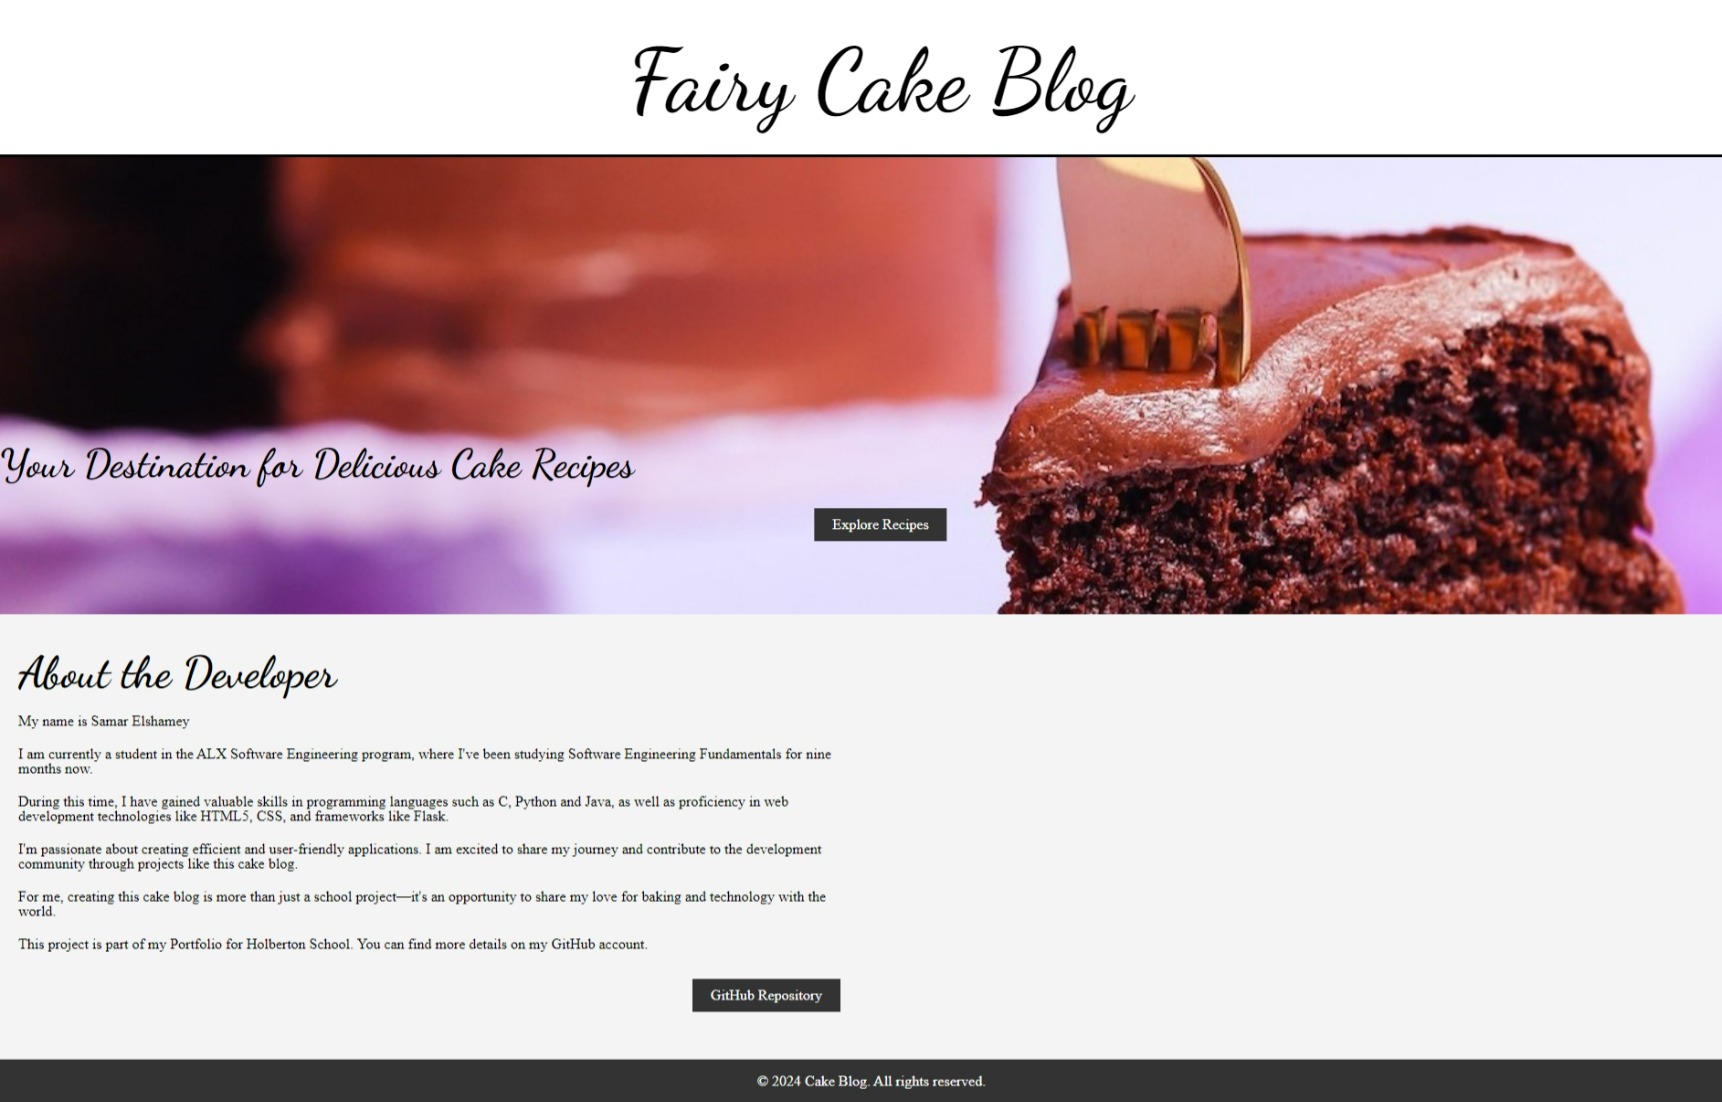 Fairy Cake Blog
Your Destination for Delicious Cake Recipes
Explore Recipes
About the Developer
My name is Samar Elshamey
I am currently a student in the ALX Software Engineering program, where I've been studying Software Engineering Fundamentals for nine
months now.
During this time, I have gained valuable skills in programming languages such as C, Python and Java, as well as proficiency in web
development technologies like HTML5, CSS, and frameworks like Flask.
I'm passionate about creating efficient and user-friendly applications. I am excited to share my journey and contribute to the development
community through projects like this cake blog.
For me, creating this cake blog is more than just a school project—it's an opportunity to share my love for baking and technology with the
world.
This project is part of my Portfolio for Holberton School. You can find more details on my GitHub account.
GitHub Repository
© 2024 Cake Blog. All rights reserved.